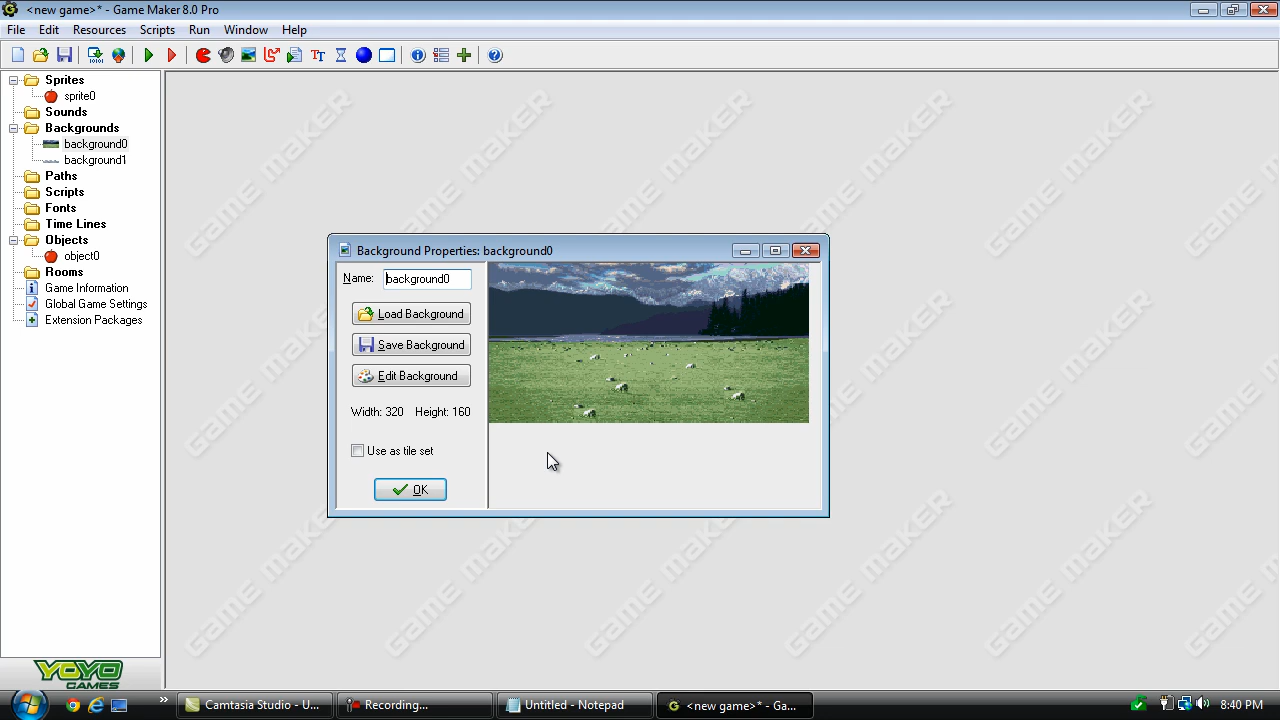 <new game>* - Game Maker 8.0 Pro
File Edit Resources Scripts Run Window Help
Sprites
sprite0
Sounds
Backgrounds
background0
background1
Paths
Scripts
Fonts
Time Lines
Objects
object0
Rooms
Game Information
Global Game Settings
Extension Packages
Background Properties: background0
Name: background0
Load Background
Save Background
Edit Background
Width: 320 Height: 160
Use as tile set
OK
GAME MAKER
YOYO
GAMES
» Camtasia Studio - U... Recording... Untitled - Notepad <new game>* - Ga... 8:40 PM